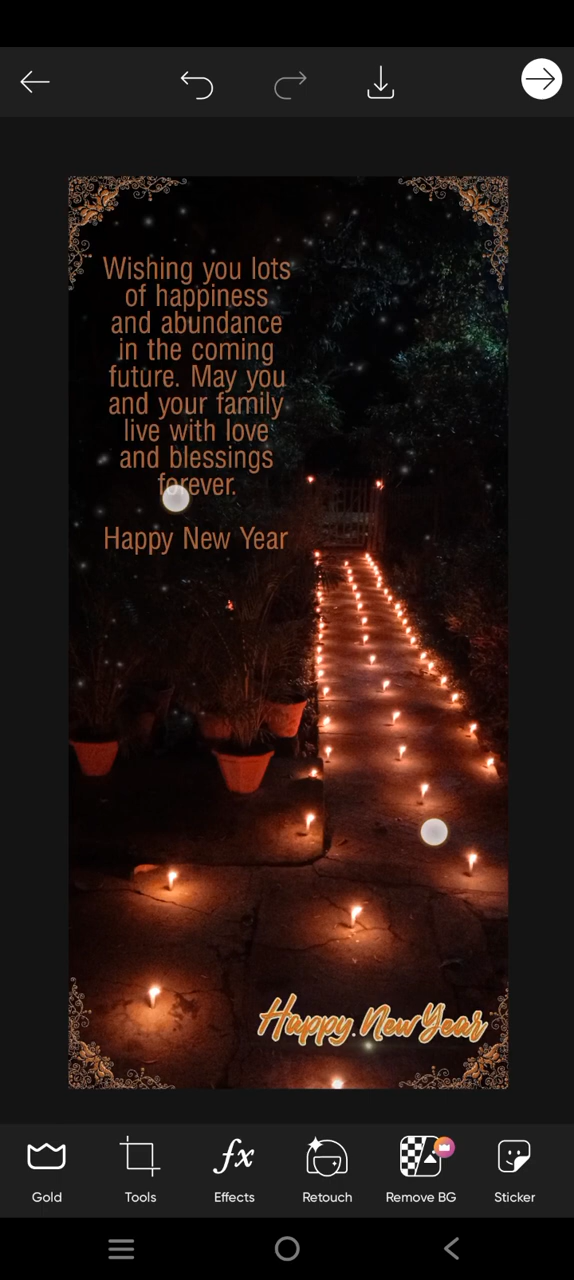 Wishing you lots
of happiness
and abundance
in the coming
future. May you
and your family
live with love
and blessings
forever.
Happy New Year
Happy New Year
fx
Gold
Tools
Effects
Retouch
Remove BG
Sticker